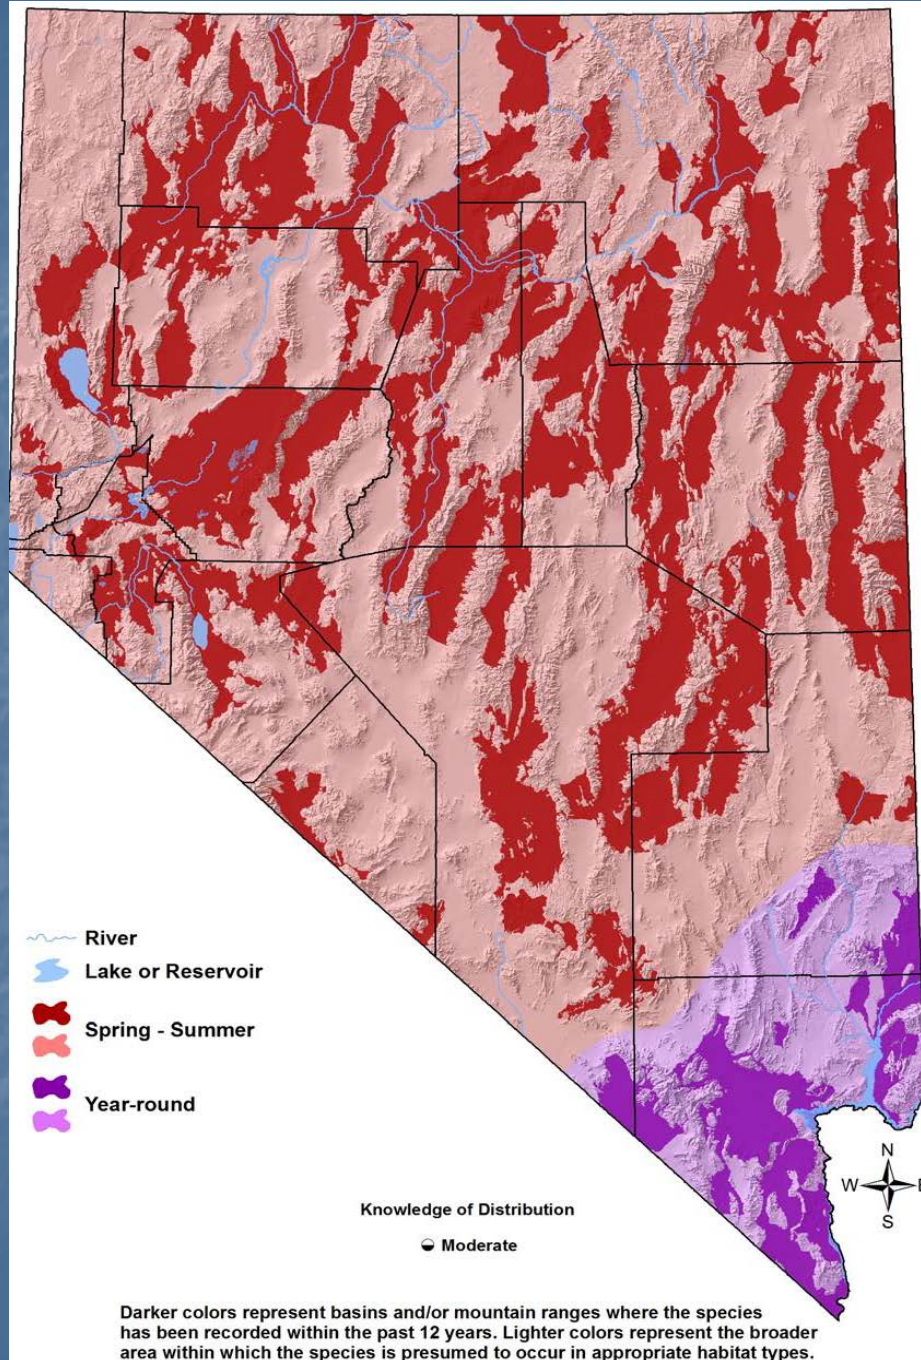 River
Lake or Reservoir
Spring - Summer
Year-round
N
W E
S
Knowledge of Distribution
Moderate
Darker colors represent basins and/or mountain ranges where the species
has been recorded within the past 12 years. Lighter colors represent the broader
area within which the species is presumed to occur in appropriate habitat types.